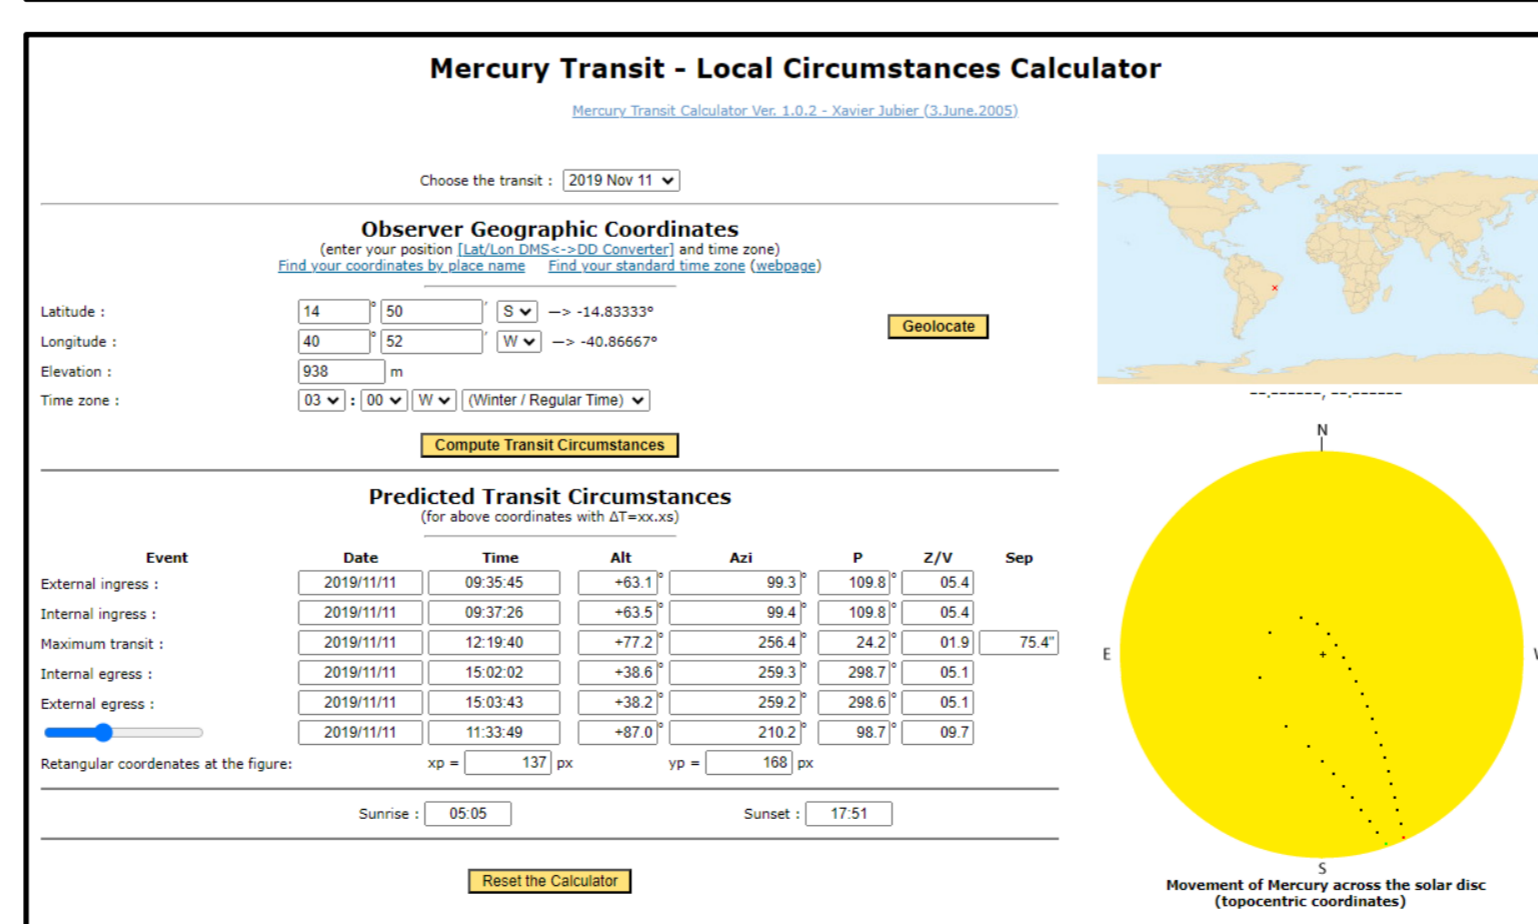 Mercury Transit - Local Circumstances Calculator
Mercury Transit Calculator Ver. 1.0.2 - Xavier Jubier (3.June.2005)
Choose the transit : 2019 Nov 11
Observer Geographic Coordinates
(enter your position [Lat/Lon DMS<->DD Converter] and time zone)
Find your coordinates by place name Find your standard time zone (webpage)
Latitude : 14 ° 50 ′ S —> -14.83333°
Longitude : 40 ° 52 ′ W —> -40.86667°
Geolocate
Elevation : 938 m
Time zone : 03 : 00 W (Winter / Regular Time)
Compute Transit Circumstances
Predicted Transit Circumstances
(for above coordinates with ΔT=xx.xs)
Event Date Time Alt Azi P Z/V Sep
External ingress : 2019/11/11 09:35:45 +63.1° 99.3° 109.8° 05.4
Internal ingress : 2019/11/11 09:37:26 +63.5° 99.4° 109.8° 05.4
Maximum transit : 2019/11/11 12:19:40 +77.2° 256.4° 24.2° 01.9 75.4"
Internal egress : 2019/11/11 15:02:02 +38.6° 259.3° 298.7° 05.1
External egress : 2019/11/11 15:03:43 +38.2° 259.2° 298.6° 05.1
2019/11/11 11:33:49 +87.0° 210.2° 98.7° 09.7
Retangular coordenates at the figure: xp = 137 px yp = 168 px
Sunrise : 05:05 Sunset : 17:51
Reset the Calculator
--.------, --.------
N
E
S
Movement of Mercury across the solar disc
(topocentric coordinates)